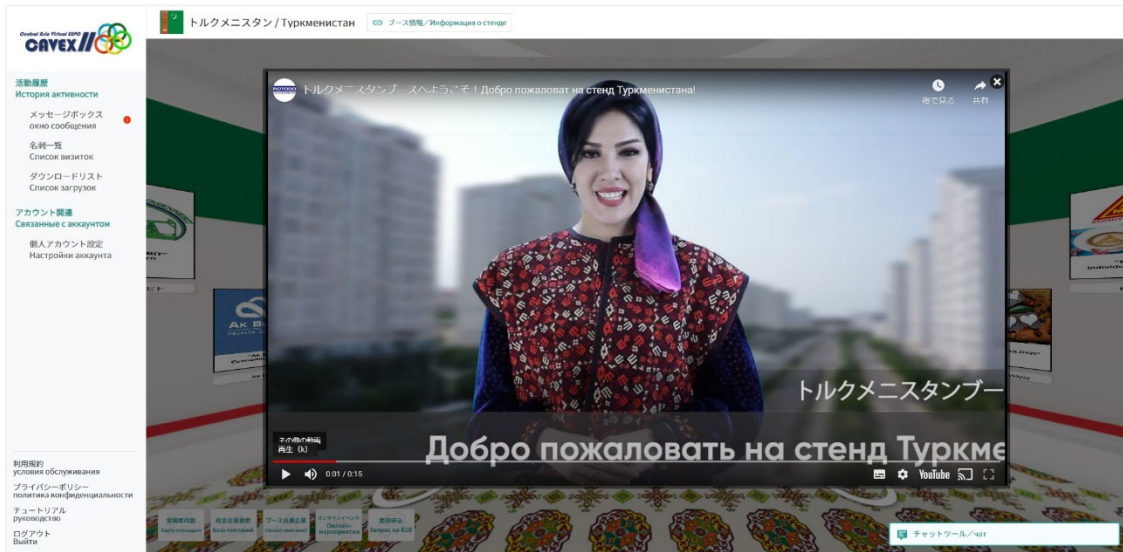 トルクメニスタン / Туркменистан
ブース情報／Информация о стенде
Central Asia Virtual EXPO
CAVEX
活動履歴
История активности
メッセージボックス
окно сообщения
名刺一覧
Список визиток
ダウンロードリスト
Список загрузок
アカウント関連
Связанные с аккаунтом
個人アカウント設定
Настройки аккаунта
利用規約
условия обслуживания
プライバシーポリシー
политика конфиденциальности
チュートリアル
руководство
ログアウト
Выйти
トルクメニスタンブースへようこそ！Добро пожаловат на стенд Туркменистана!
後で見る
共有
トルクメニスタンブー
Добро пожаловать на стенд Туркме
その他の動画
再生（k）
0:01 / 0:15
YouTube
Онлайн-
мероприятия
Запрос на B2B
チャットツール／чат